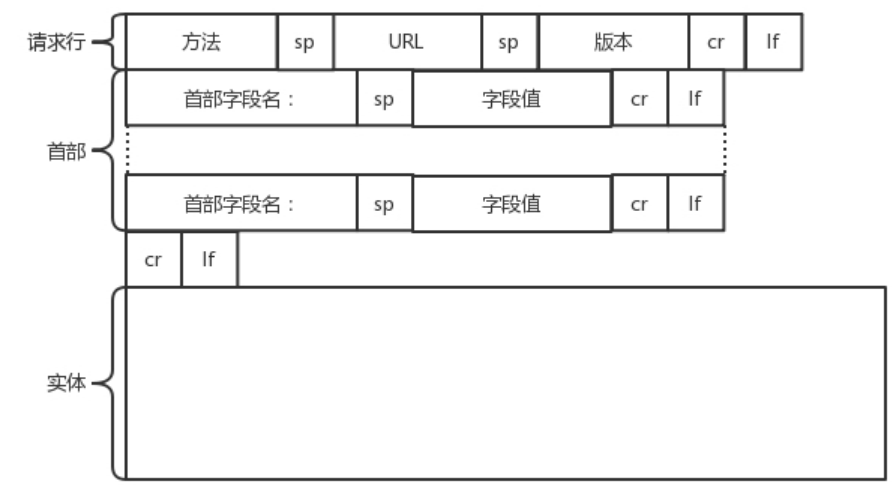 请求行 方法 sp URL sp 版本 cr lf
首部字段名： sp 字段值 cr lf
首部
首部字段名： sp 字段值 cr lf
cr lf
实体